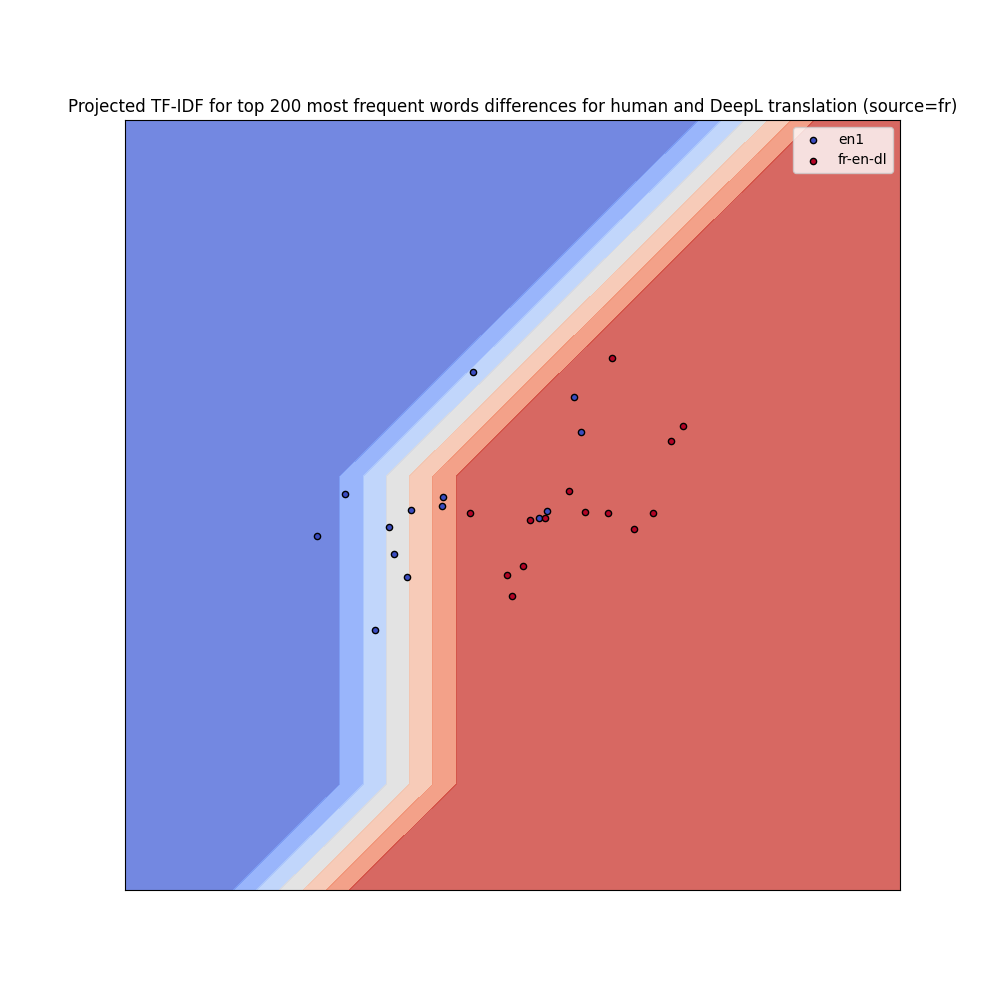 Projected TF-IDF for top 200 most frequent words differences for human and DeepL translation (source=fr)
en1
fr-en-dl